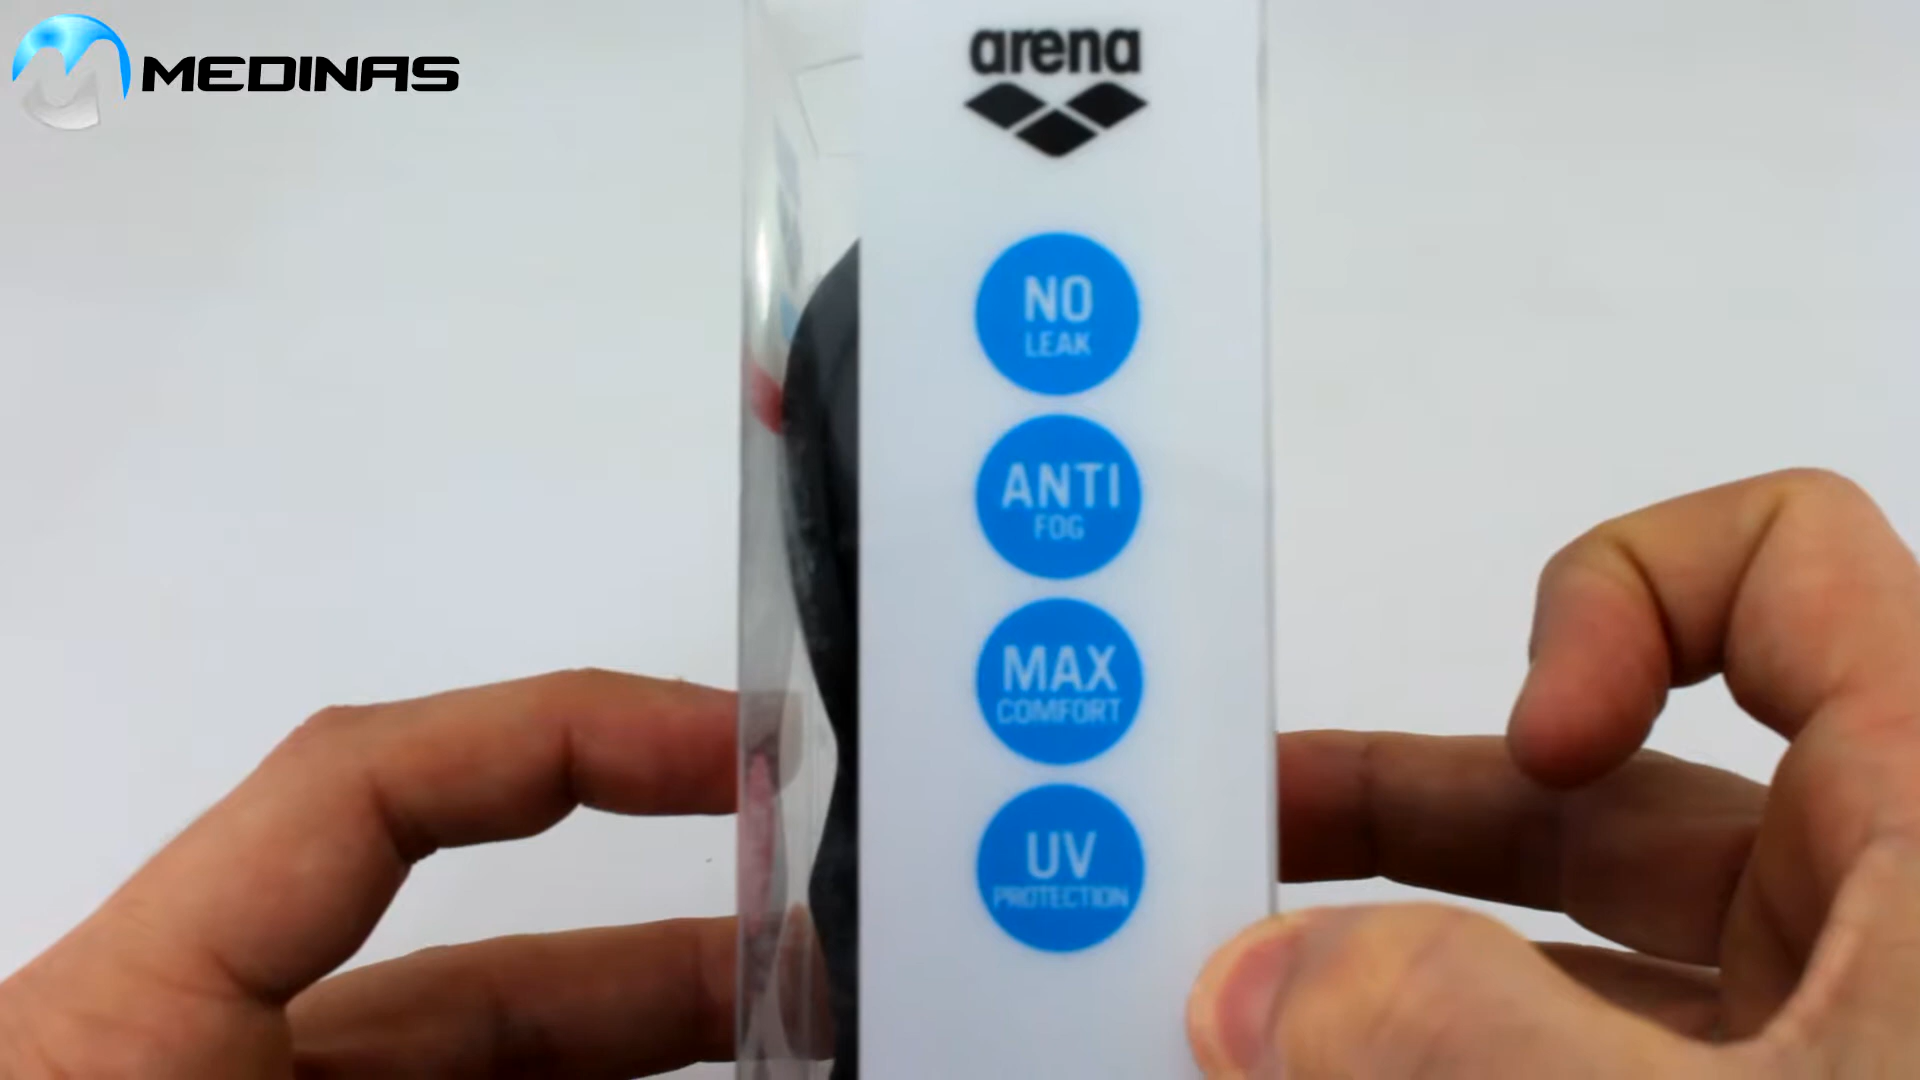 MEDINAS
arena
NO
LEAK
ANTI
FOG
MAX
COMFORT
UV
PROTECTION